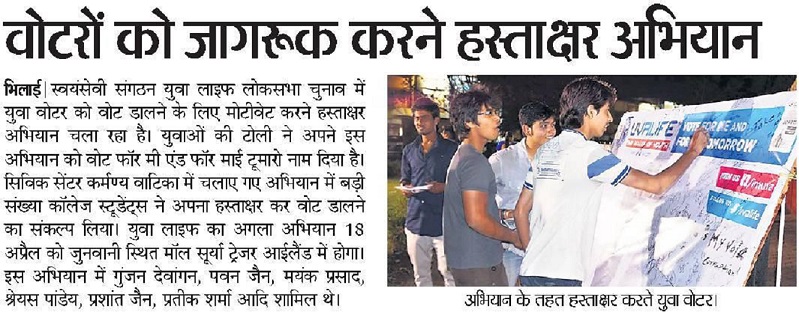 वोटरों को जागरूक करने हस्ताक्षर अभियान
भिलाई| स्वयंसेवी संगठन युवा लाइफ लोकसभा चुनाव में
युवा वोटर को वोट डालने के लिए मोटीवेट करने हस्ताक्षर
अभियान चला रहा है। युवाओं की टोली ने अपने इस
अभियान को वोट फॉर मी एंड फॉर माई टूमारो नाम दिया है।
सिविक सेंटर कर्मण्य वाटिका में चलाए गए अभियान में बड़ी
संख्या कॉलेज स्टूडेंट्स ने अपना हस्ताक्षर कर वोट डालने
का संकल्प लिया। युवा लाइफ का अगला अभियान 18
अप्रैल को जुनवानी स्थित मॉल सूर्या ट्रेजर आईलैंड में होगा।
इस अभियान में गुंजन देवांगन, पवन जैन, मयंक प्रसाद,
श्रेयस पांडेय, प्रशांत जैन, प्रतीक शर्मा आदि शामिल थे।
VOTE FOR ME AND
TOMORROW
My Voice
अभियान के तहत हस्ताक्षर करते युवा वोटर।